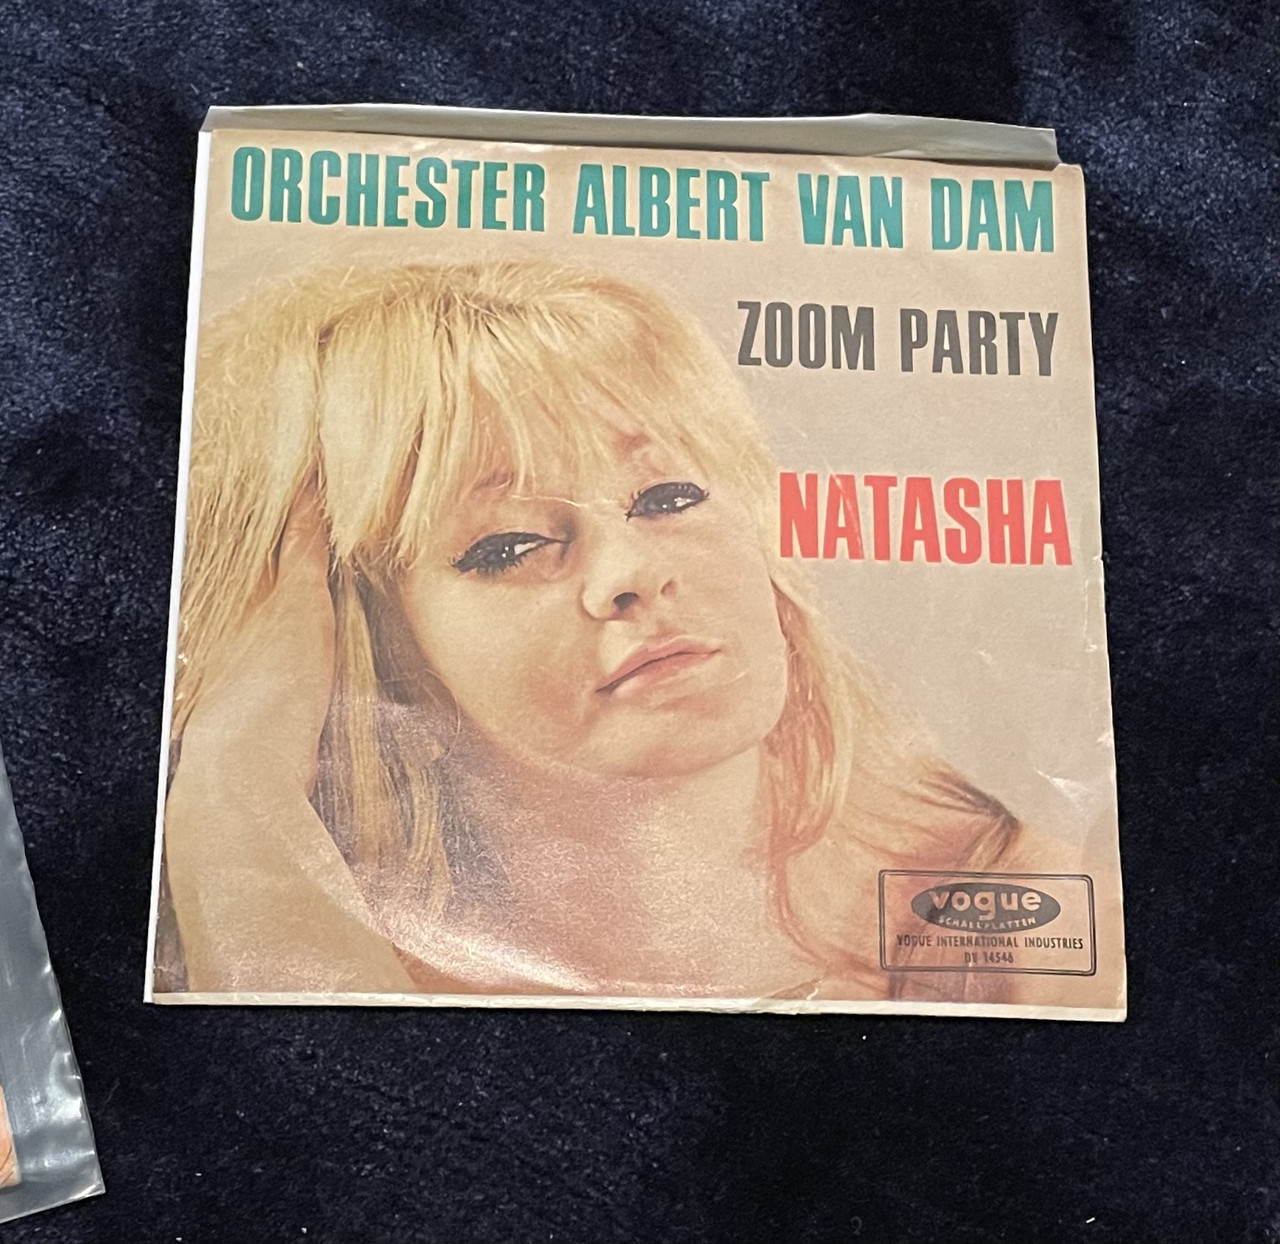 ORCHESTER ALBERT VAN DAM
ZOOM PARTY
NATASHA
vogue
SCHALLPLATTEN
VOGUE INTERNATIONAL INDUSTRIES
DV 14546